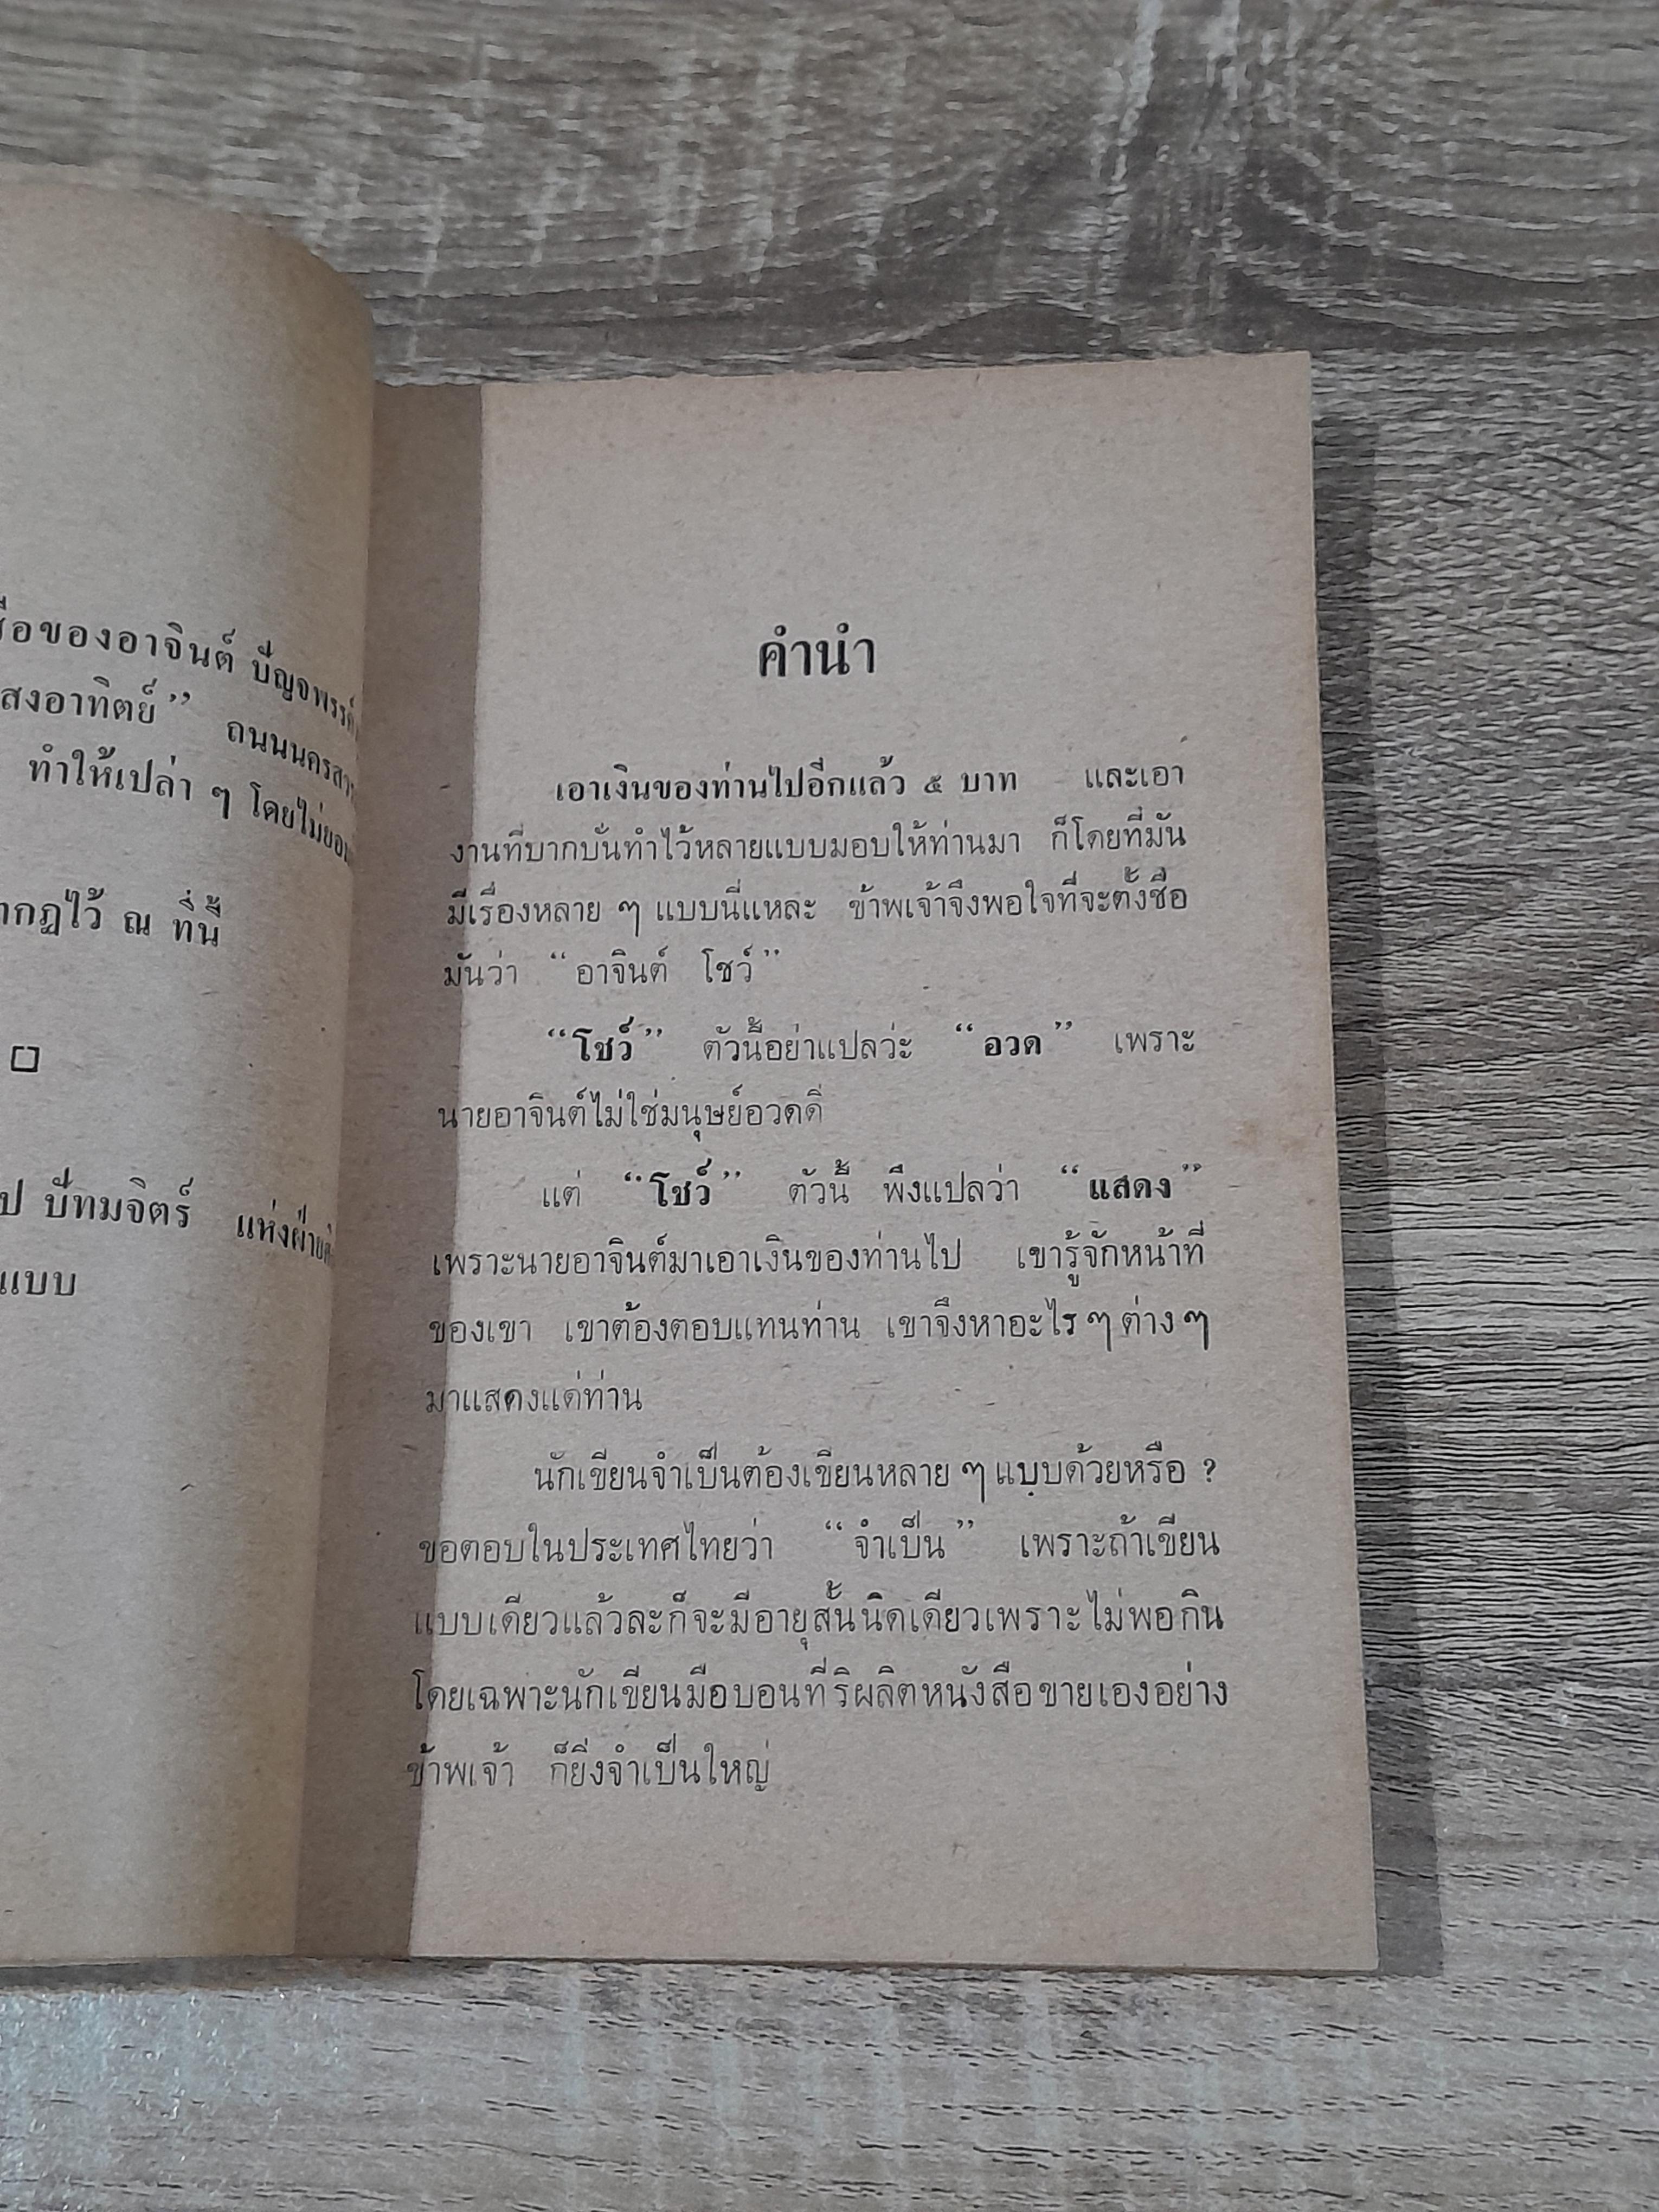 ชื่อของอาจินต์ ปัญจพรรค์
สงอาทิตย์” ถนนนครสวร
ทำให้เปล่า ๆ โดยไม่ยอม
ากฏไว้ ณ ที่นี้
ป ปัทมจิตร์ แห่งฝ่าย
แบบ
คำนำ
เอาเงินของท่านไปอีกแล้ว ๕ บาท และเอา
งานที่บากบั่นทำไว้หลายแบบมอบให้ท่านมา ก็โดยที่มัน
มีเรื่องหลาย ๆ แบบนี่แหละ ข้าพเจ้าจึงพอใจที่จะตั้งชื่อ
มันว่า “อาจินต์ โชว์”
“โชว์” ตัวนี้อย่าแปลว่ะ “อวด” เพราะ
นายอาจินต์ไม่ใช่มนุษย์อวดดี
แต่ “โชว์” ตัวนี้ พึงแปลว่า “แสดง”
เพราะนายอาจินต์มาเอาเงินของท่านไป เขารู้จักหน้าที่
ของเขา เขาต้องตอบแทนท่าน เขาจึงหาอะไร ๆ ต่าง ๆ
มาแสดงแด่ท่าน
นักเขียนจำเป็นต้องเขียนหลาย ๆ แบบด้วยหรือ ?
ขอตอบในประเทศไทยว่า “จำเป็น” เพราะถ้าเขียน
แบบเดียวแล้วละก็จะมีอายุสั้นนิดเดียวเพราะไม่พอกิน
โดยเฉพาะนักเขียนมือบอนที่ริผลิตหนังสือขายเองอย่าง
ข้าพเจ้า ก็ยิ่งจำเป็นใหญ่